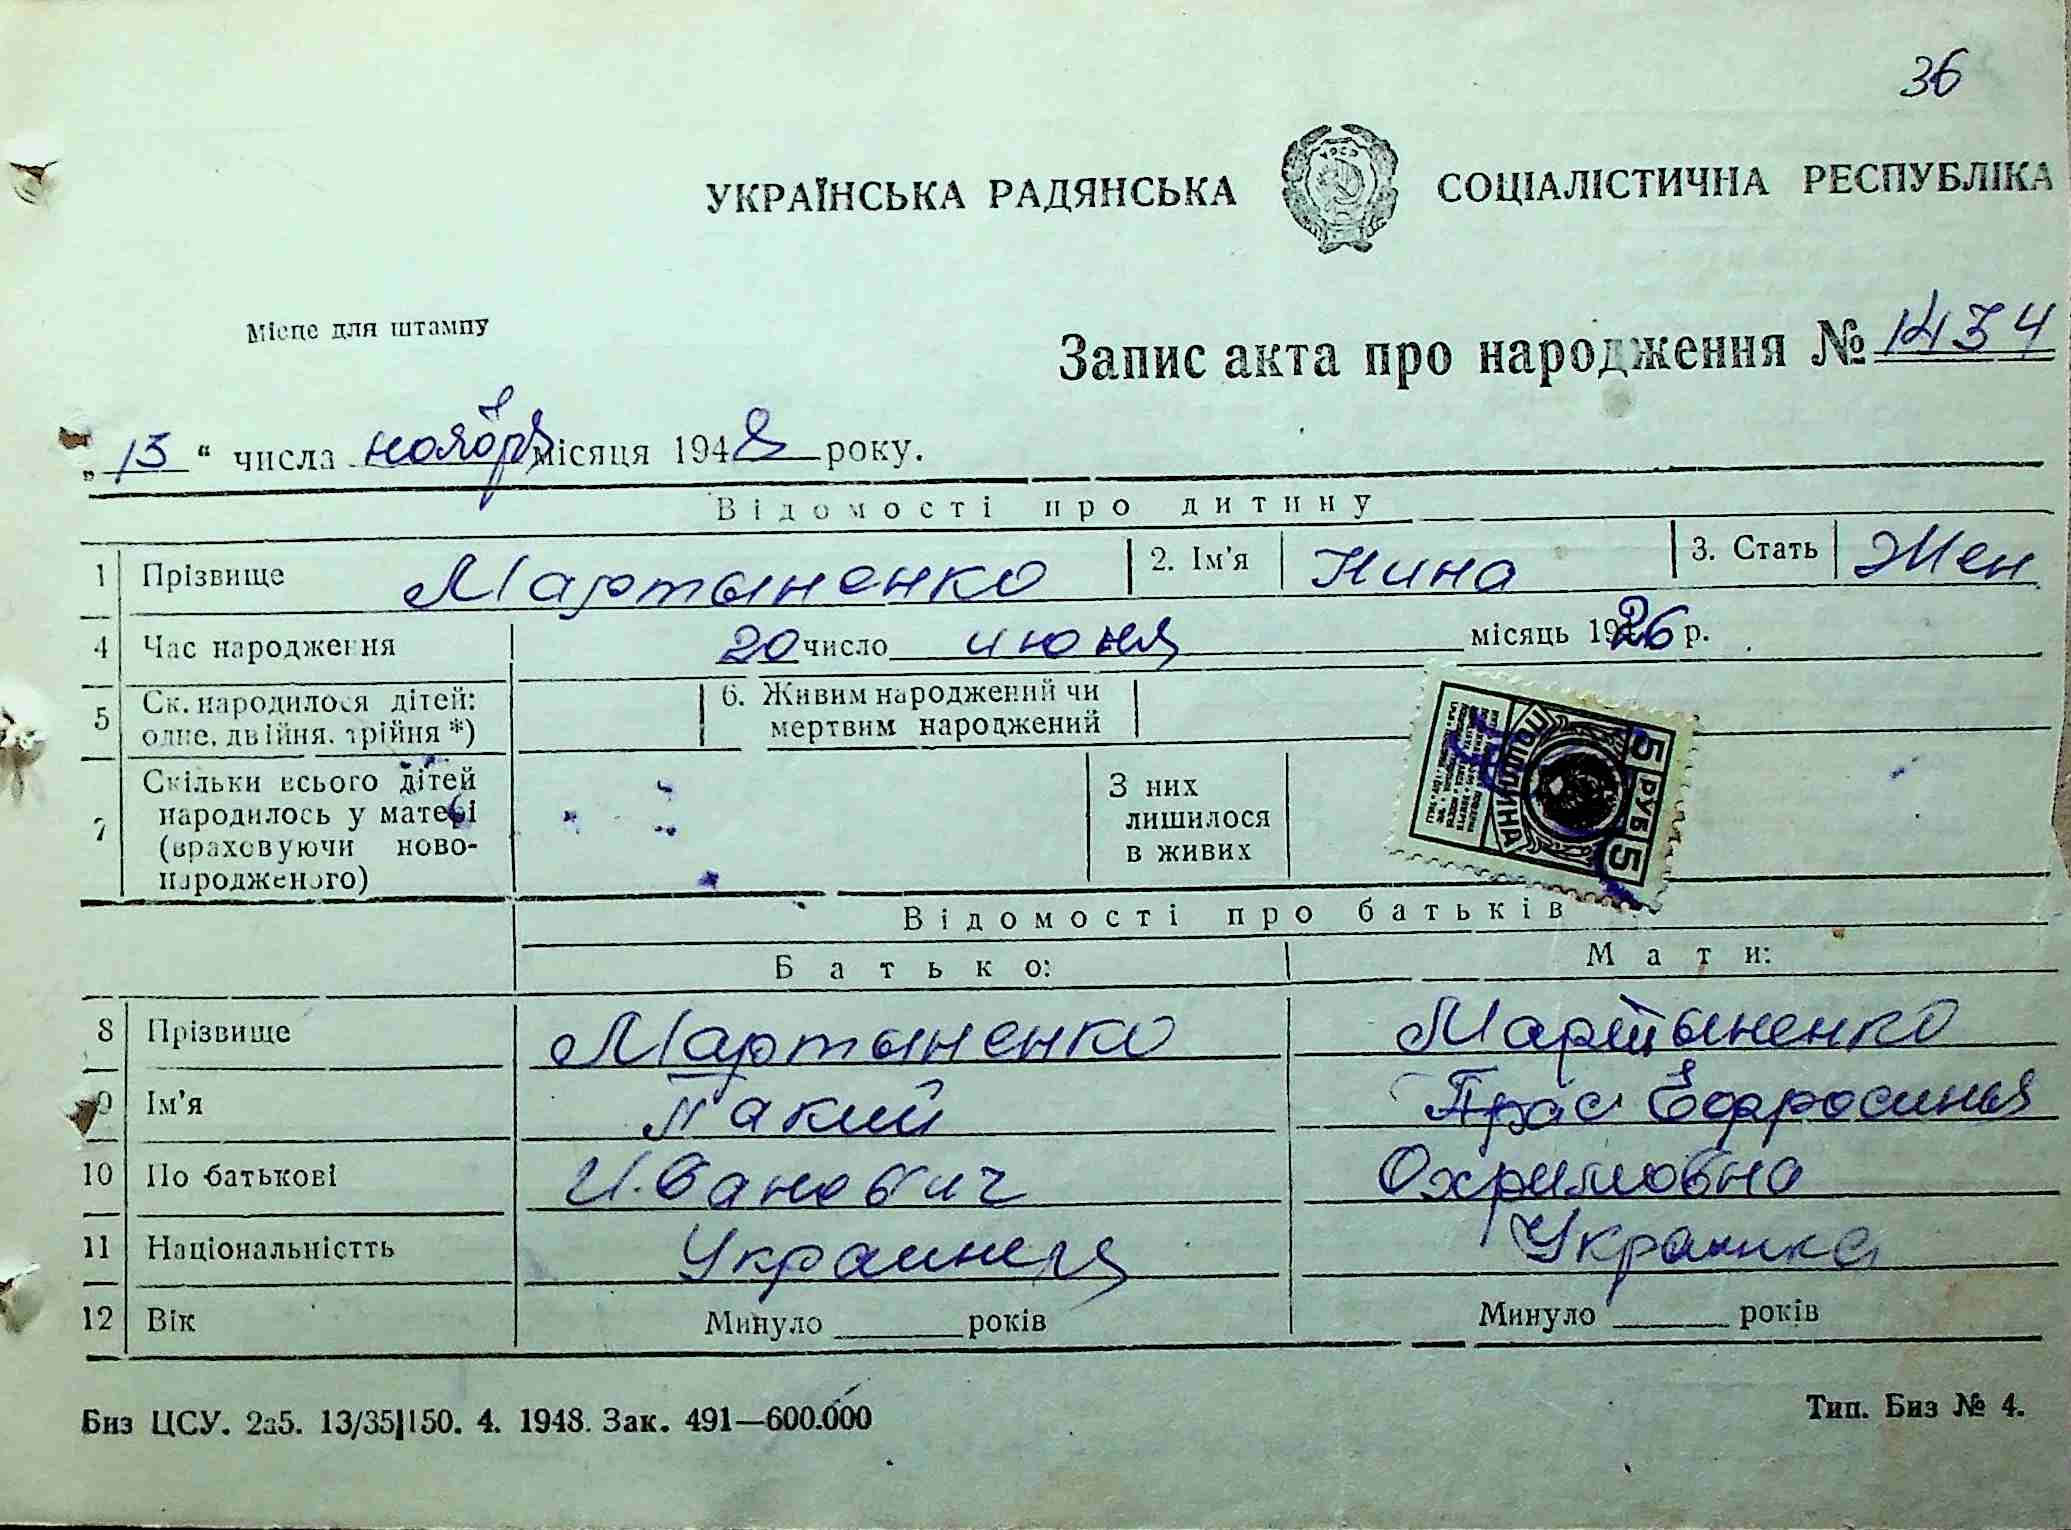 36
УКРАЇНСЬКА РАДЯНСЬКА СОЦІАЛІСТИЧНА РЕСПУБЛІКА
Місце для штампу
Запис акта про народження № 1434
„13“ числа ноября місяця 1948 року.
Відомості про дитину
1 Прізвище Мартыненко 2. Ім'я Нина 3. Стать Жен
4 Час народження 20 число июня місяць 1926 р.
5 Ск. народилося дітей: одне, двійня, трійня *) 6. Живим народжений чи мертвим народжений
7 Скільки всього дітей народилось у матері (враховуючи новонародженого) З них лишилося в живих
5 РУБ 5
Відомості про батьків
Батько: Мати:
8 Прізвище Мартыненко Мартыненко
9 Ім'я Ефросинья
10 По батькові Иванович Охримовна
11 Національністть Украинец Украинка
12 Вік Минуло років Минуло років
Биз ЦСУ. 2а5. 13/35|150. 4. 1948. Зак. 491—600.000 Тип. Биз № 4.